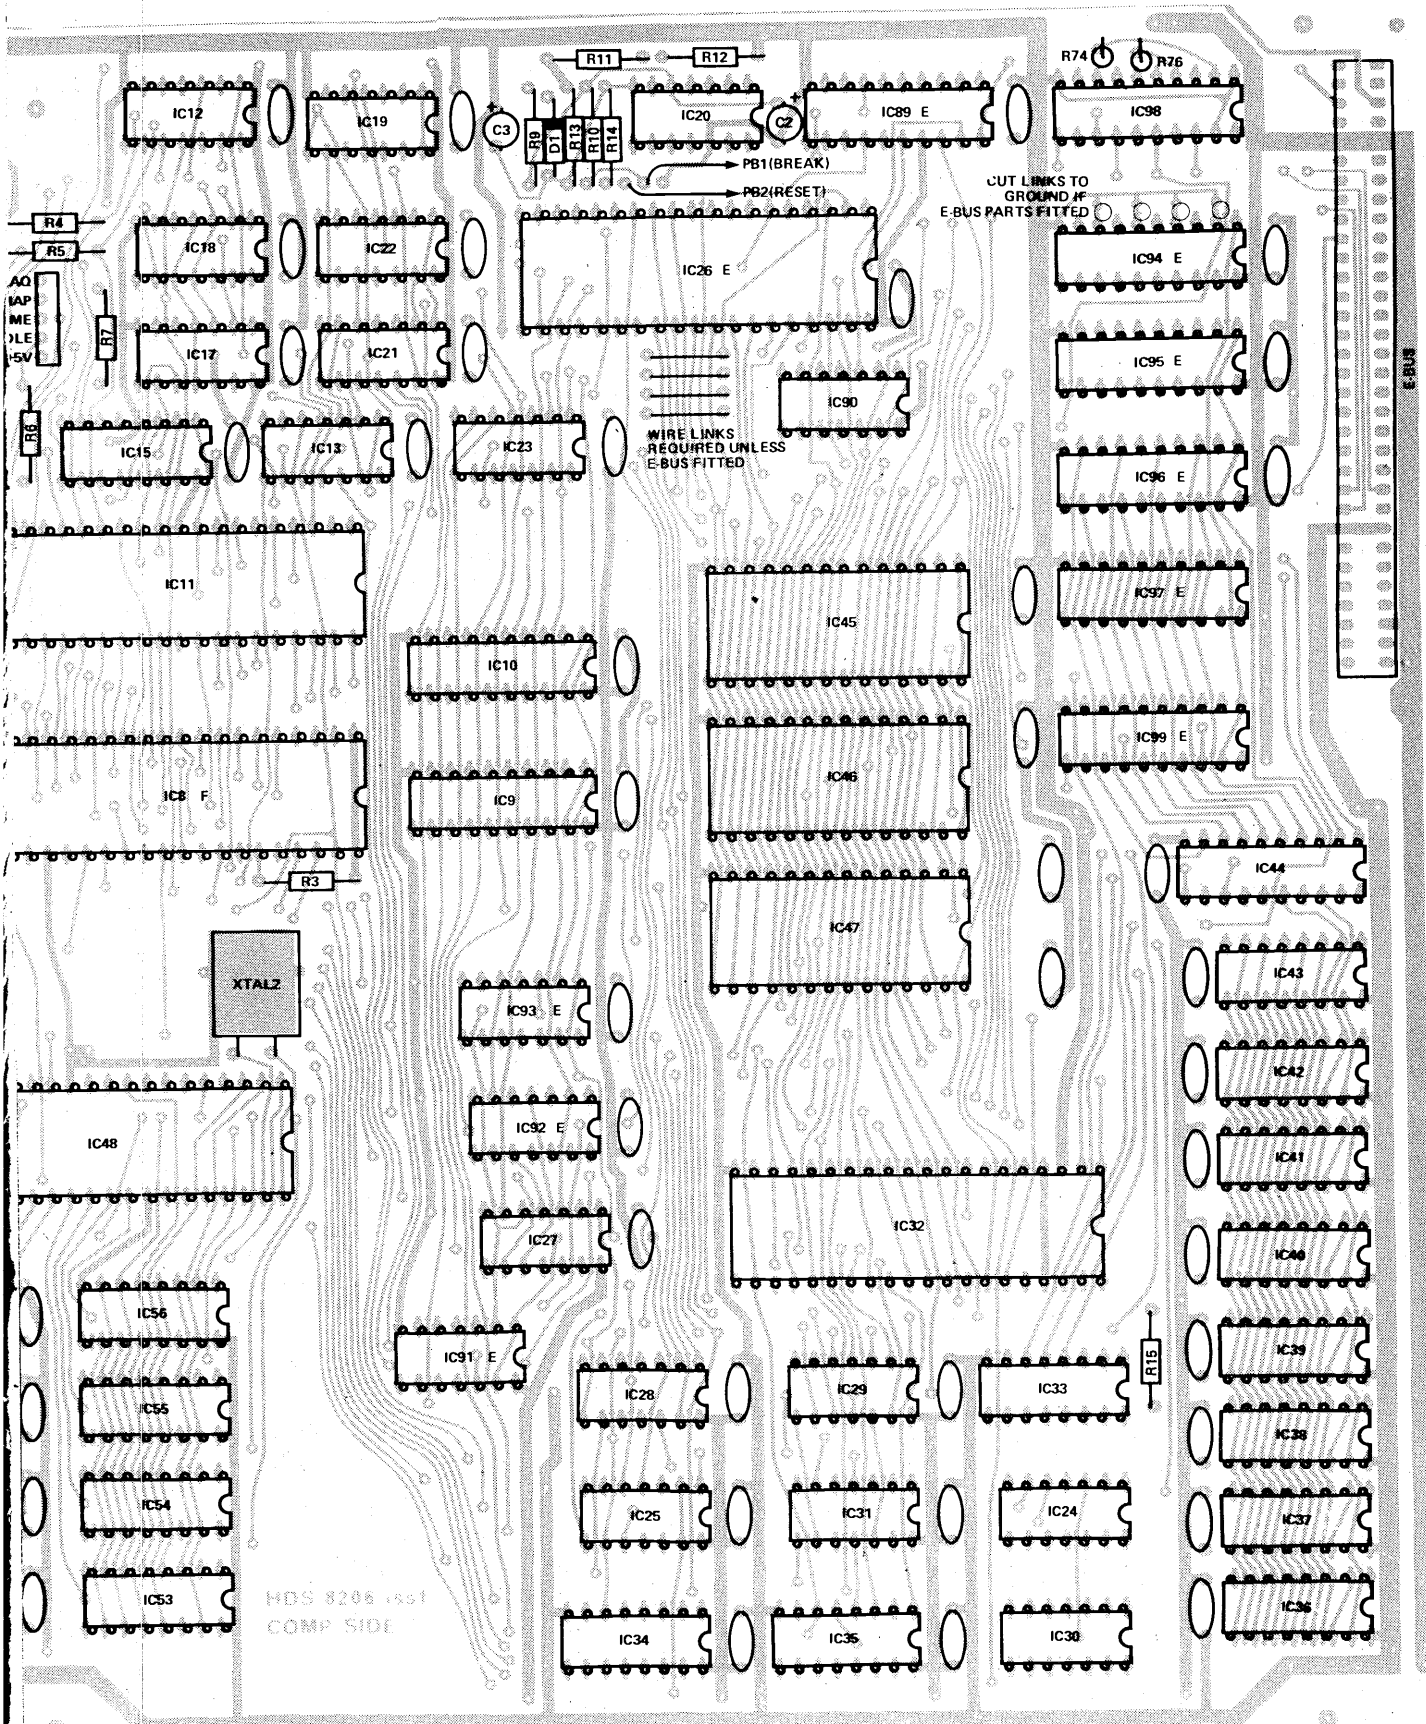 R11
R12
R74
R76
IC12
IC19
C3
R9
D1
R13
R10
R14
IC20
C2
IC89 E
IC98
PB1(BREAK)
PB2(RESET)
CUT LINKS TO
GROUND IF
E-BUS PARTS FITTED
R4
R5
IC18
IC22
IC26 E
IC94 E
AQ
ME
+5V
R7
IC17
IC21
IC95 E
E-BUS
IC90
R6
IC15
IC13
IC23
WIRE LINKS
REQUIRED UNLESS
E-BUS FITTED
IC96 E
IC11
IC97 E
IC45
IC10
IC99 E
IC46
IC8 F
IC9
R3
IC44
IC47
IC43
XTAL2
IC93 E
IC42
IC92 E
IC48
IC41
IC32
IC27
IC40
IC56
IC91 E
R15
IC39
IC28
IC29
IC33
IC55
IC38
IC54
IC25
IC31
IC24
IC37
IC53
HDS 8206 iss1
COMP SIDE
IC34
IC35
IC30
IC36